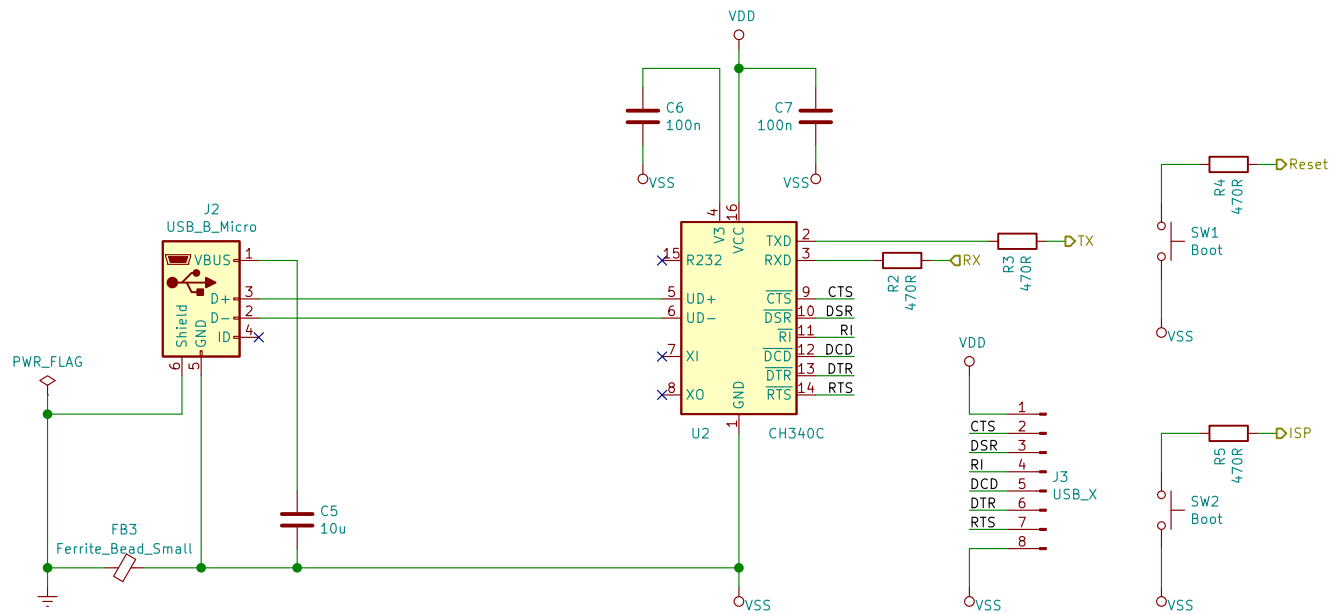 VDD
C6
100n
C7
100n
VSS
VSS
J2
USB_B_Micro
VBUS 1
D+ 3
D- 2
ID 4
Shield
GND
6
5
4
16
V3
VCC
15 R232
5 UD+
6 UD-
7 XI
8 XO
TXD 2
RXD 3
CTS 9 CTS
DSR 10 DSR
RI 11 RI
DCD 12 DCD
DTR 13 DTR
RTS 14 RTS
GND
1
U2
CH340C
R3
470R
TX
R2
470R
RX
R4
470R
Reset
SW1
Boot
VSS
PWR_FLAG
VDD
1
CTS 2
DSR 3
RI 4
DCD 5
DTR 6
RTS 7
8
J3
USB_X
VSS
R5
470R
ISP
SW2
Boot
VSS
C5
10u
FB3
Ferrite_Bead_Small
VSS